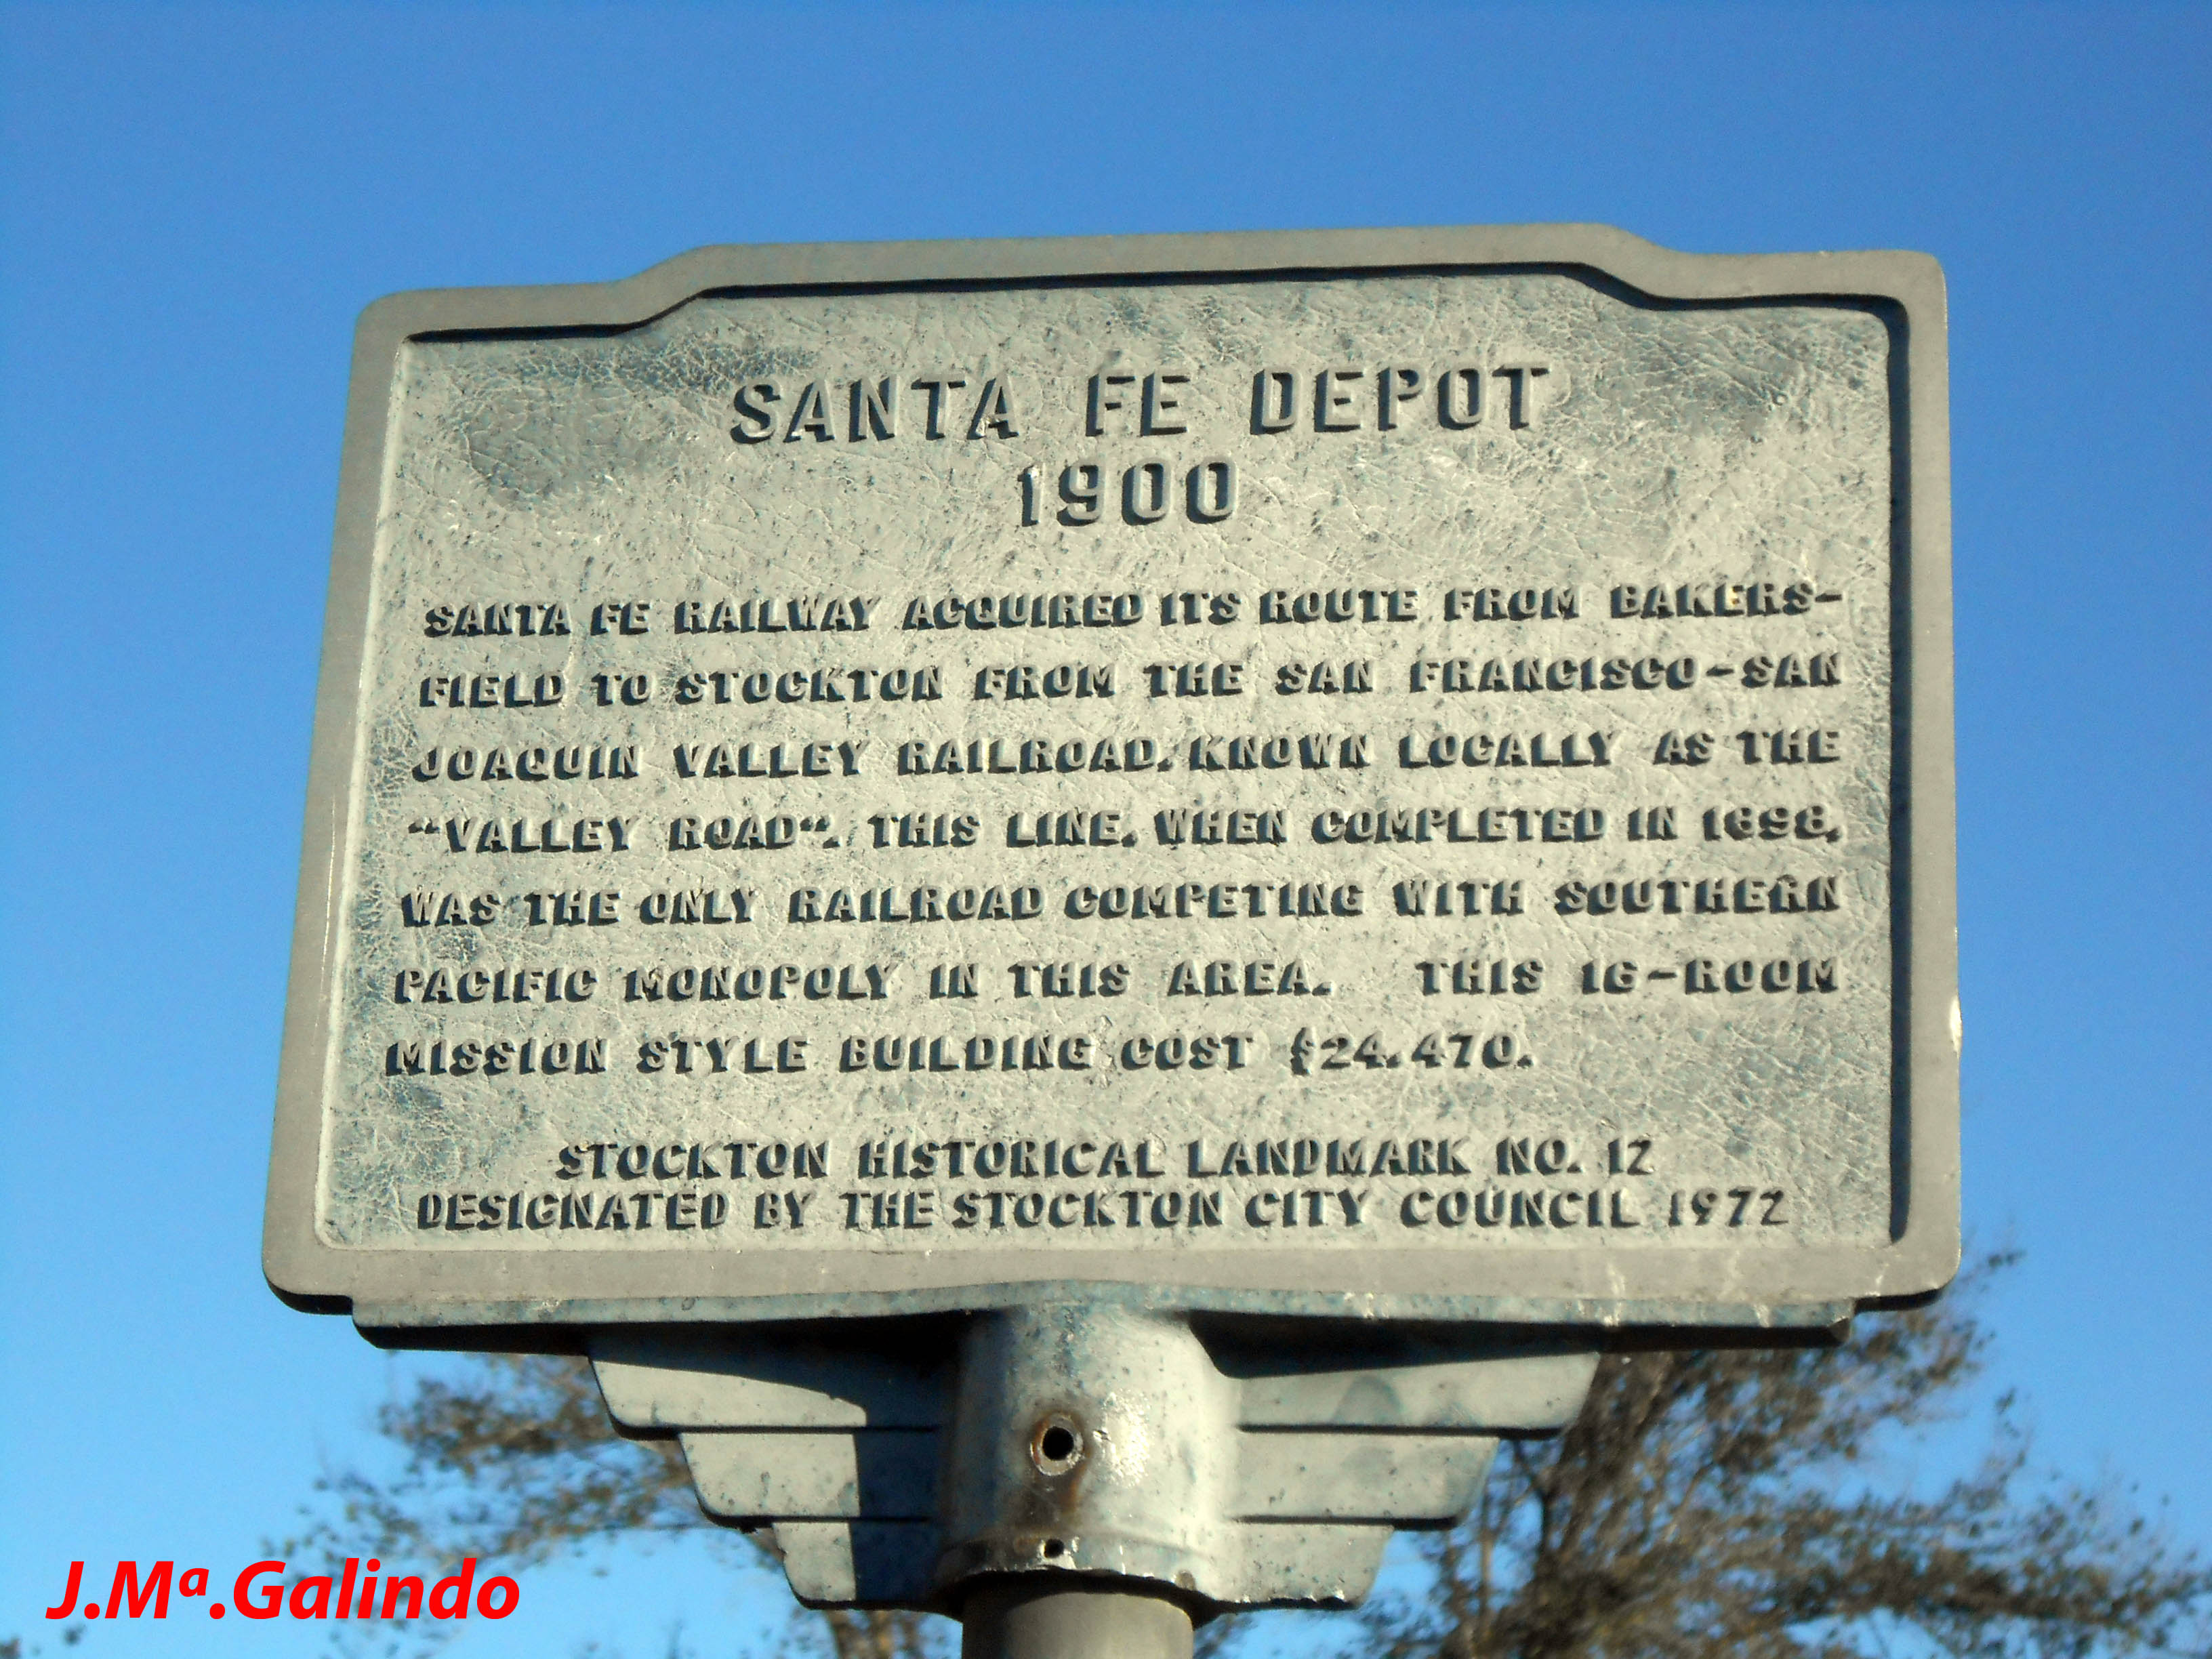 SANTA FE DEPOT
1900
SANTA FE RAILWAY ACQUIRED ITS ROUTE FROM BAKERS-
FIELD TO STOCKTON FROM THE SAN FRANCISCO-SAN
JOAQUIN VALLEY RAILROAD, KNOWN LOCALLY AS THE
"VALLEY ROAD". THIS LINE, WHEN COMPLETED IN 1898,
WAS THE ONLY RAILROAD COMPETING WITH SOUTHERN
PACIFIC MONOPOLY IN THIS AREA. THIS 16-ROOM
MISSION STYLE BUILDING COST $24,470.
STOCKTON HISTORICAL LANDMARK NO. 12
DESIGNATED BY THE STOCKTON CITY COUNCIL 1972
J.Mª.Galindo